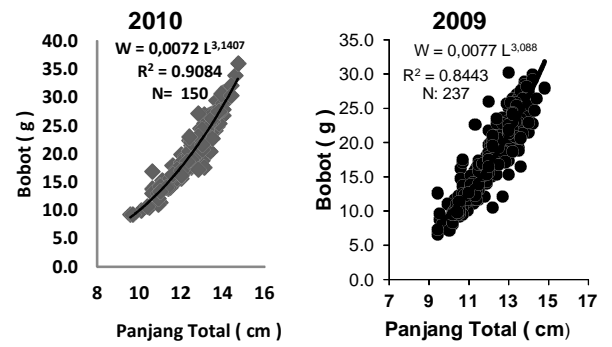 2010
W = 0,0072 L3,1407
R2 = 0.9084
N= 150
Bobot ( g )
40.0
35.0
30.0
25.0
20.0
15.0
10.0
5.0
0.0
8 10 12 14 16
Panjang Total ( cm )
2009
W = 0,0077 L3,088
R2 = 0.8443
N: 237
Bobot ( g )
35.0
30.0
25.0
20.0
15.0
10.0
5.0
0.0
7 9 11 13 15 17
Panjang Total ( cm)